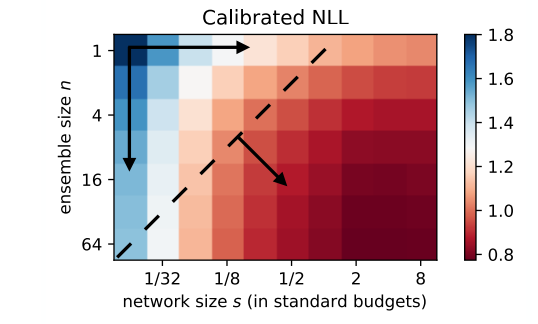 Calibrated NLL
ensemble size n
1
4
16
64
1/32 1/8 1/2 2 8
network size s (in standard budgets)
1.8
1.6
1.4
1.2
1.0
0.8